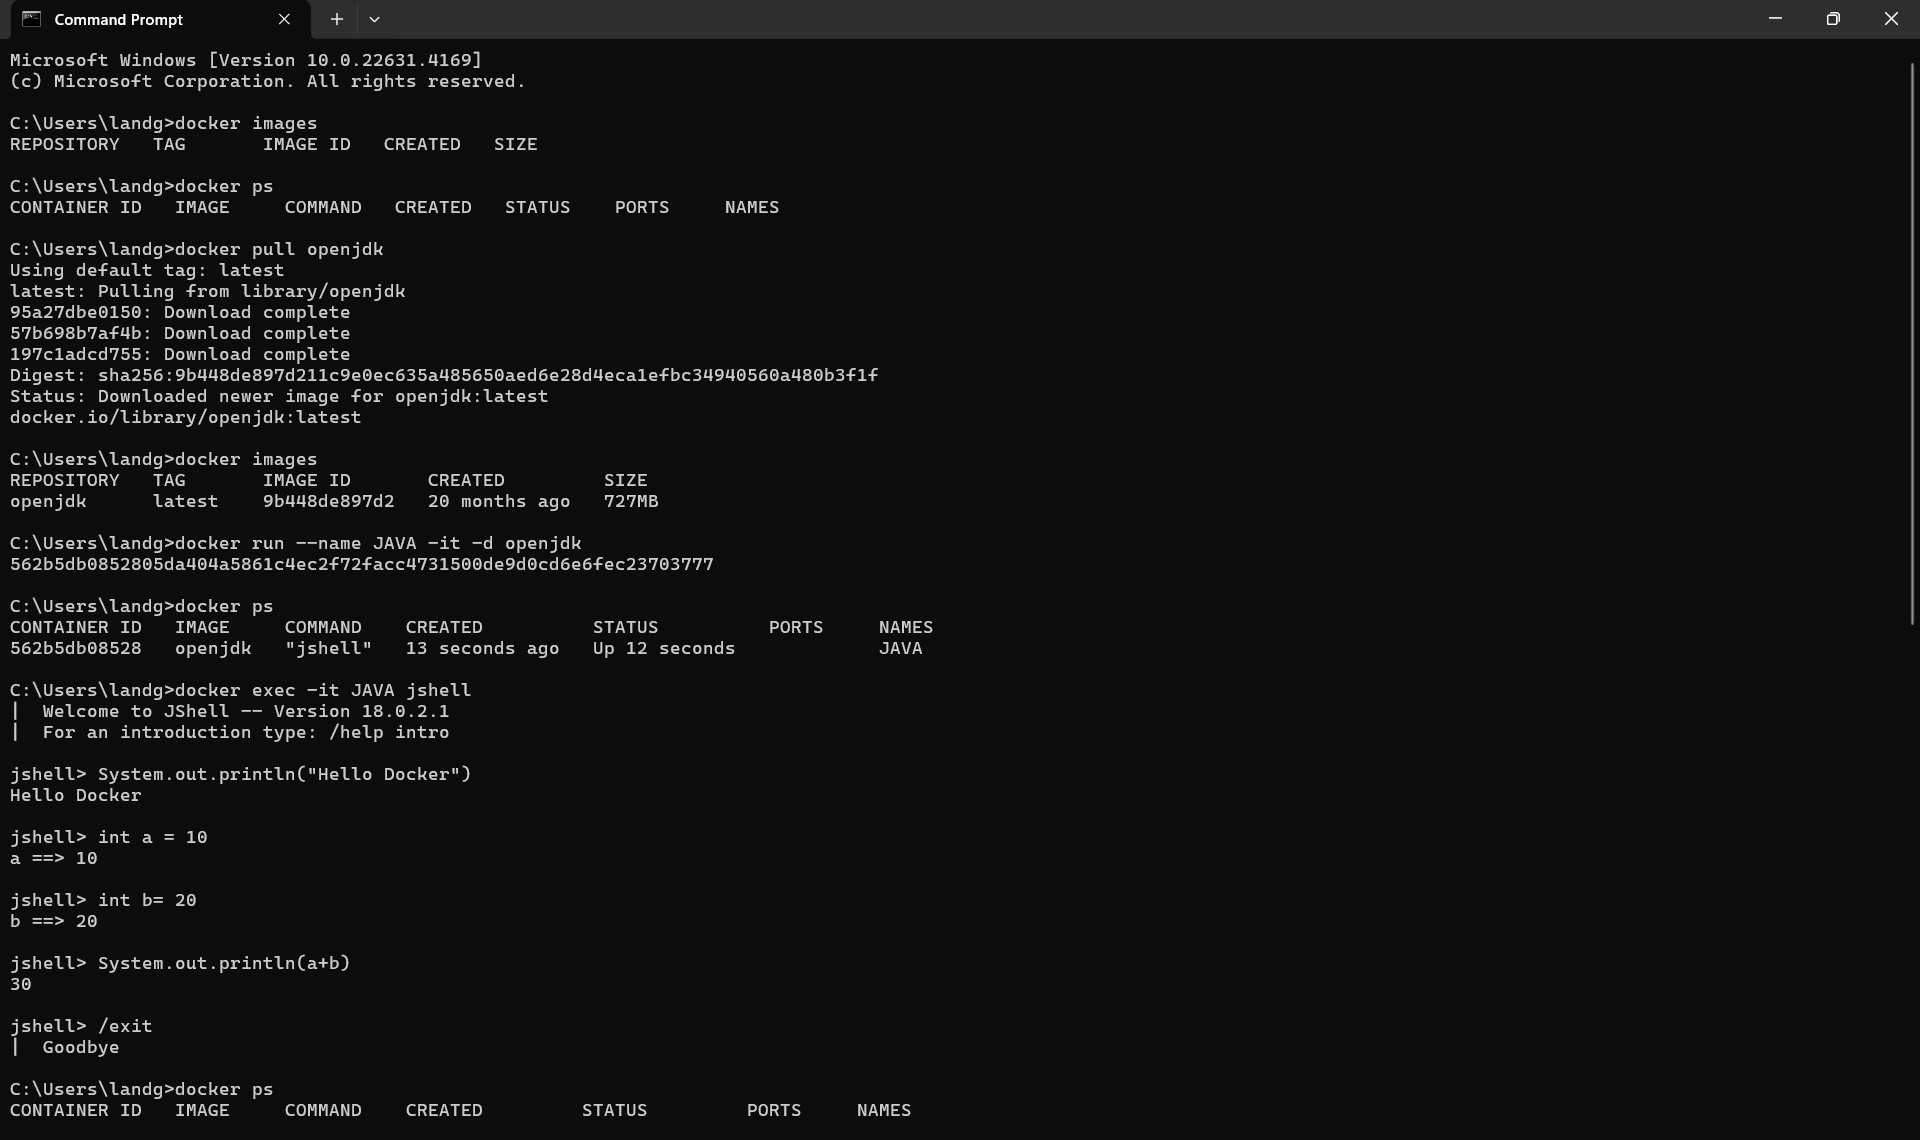 Command Prompt
Microsoft Windows [Version 10.0.22631.4169]
(c) Microsoft Corporation. All rights reserved.
C:\Users\landg>docker images
REPOSITORY   TAG       IMAGE ID   CREATED   SIZE
C:\Users\landg>docker ps
CONTAINER ID   IMAGE     COMMAND   CREATED   STATUS    PORTS     NAMES
C:\Users\landg>docker pull openjdk
Using default tag: latest
latest: Pulling from library/openjdk
95a27dbe0150: Download complete
57b698b7af4b: Download complete
197c1adcd755: Download complete
Digest: sha256:9b448de897d211c9e0ec635a485650aed6e28d4eca1efbc34940560a480b3f1f
Status: Downloaded newer image for openjdk:latest
docker.io/library/openjdk:latest
C:\Users\landg>docker images
REPOSITORY   TAG       IMAGE ID       CREATED         SIZE
openjdk      latest    9b448de897d2   20 months ago   727MB
C:\Users\landg>docker run --name JAVA -it -d openjdk
562b5db0852805da404a5861c4ec2f72facc4731500de9d0cd6e6fec23703777
C:\Users\landg>docker ps
CONTAINER ID   IMAGE     COMMAND    CREATED          STATUS          PORTS     NAMES
562b5db08528   openjdk   "jshell"   13 seconds ago   Up 12 seconds             JAVA
C:\Users\landg>docker exec -it JAVA jshell
|  Welcome to JShell -- Version 18.0.2.1
|  For an introduction type: /help intro
jshell> System.out.println("Hello Docker")
Hello Docker
jshell> int a = 10
a ==> 10
jshell> int b= 20
b ==> 20
jshell> System.out.println(a+b)
30
jshell> /exit
|  Goodbye
C:\Users\landg>docker ps
CONTAINER ID   IMAGE     COMMAND    CREATED         STATUS         PORTS     NAMES